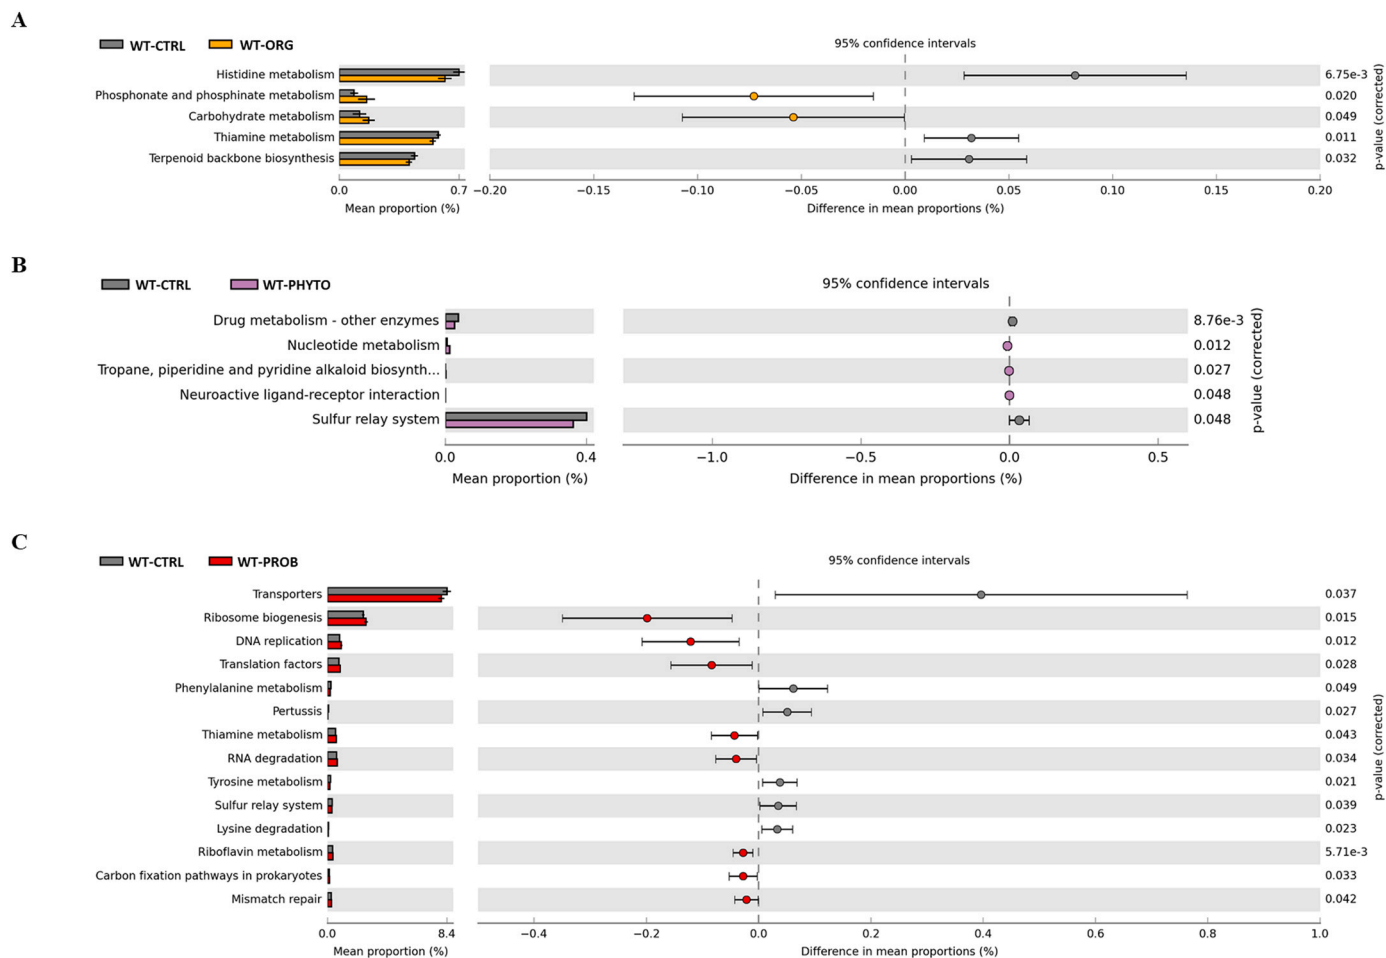 A
WT-CTRL WT-ORG 95% confidence intervals
Histidine metabolism 6.75e-3
Phosphonate and phosphinate metabolism 0.020
Carbohydrate metabolism 0.049
Thiamine metabolism 0.011
Terpenoid backbone biosynthesis 0.032
p-value (corrected)
0.0 0.7 −0.20 −0.15 −0.10 −0.05 0.00 0.05 0.10 0.15 0.20
Mean proportion (%) Difference in mean proportions (%)
B
WT-CTRL WT-PHYTO 95% confidence intervals
Drug metabolism - other enzymes 8.76e-3
Nucleotide metabolism 0.012
Tropane, piperidine and pyridine alkaloid biosynth... 0.027
Neuroactive ligand-receptor interaction 0.048
Sulfur relay system 0.048
p-value (corrected)
0.0 0.4 −1.0 −0.5 0.0 0.5
Mean proportion (%) Difference in mean proportions (%)
C
WT-CTRL WT-PROB 95% confidence intervals
Transporters 0.037
Ribosome biogenesis 0.015
DNA replication 0.012
Translation factors 0.028
Phenylalanine metabolism 0.049
Pertussis 0.027
Thiamine metabolism 0.043
RNA degradation 0.034
Tyrosine metabolism 0.021
Sulfur relay system 0.039
Lysine degradation 0.023
Riboflavin metabolism 5.71e-3
Carbon fixation pathways in prokaryotes 0.033
Mismatch repair 0.042
p-value (corrected)
0.0 8.4 −0.4 −0.2 0.0 0.2 0.4 0.6 0.8 1.0
Mean proportion (%) Difference in mean proportions (%)